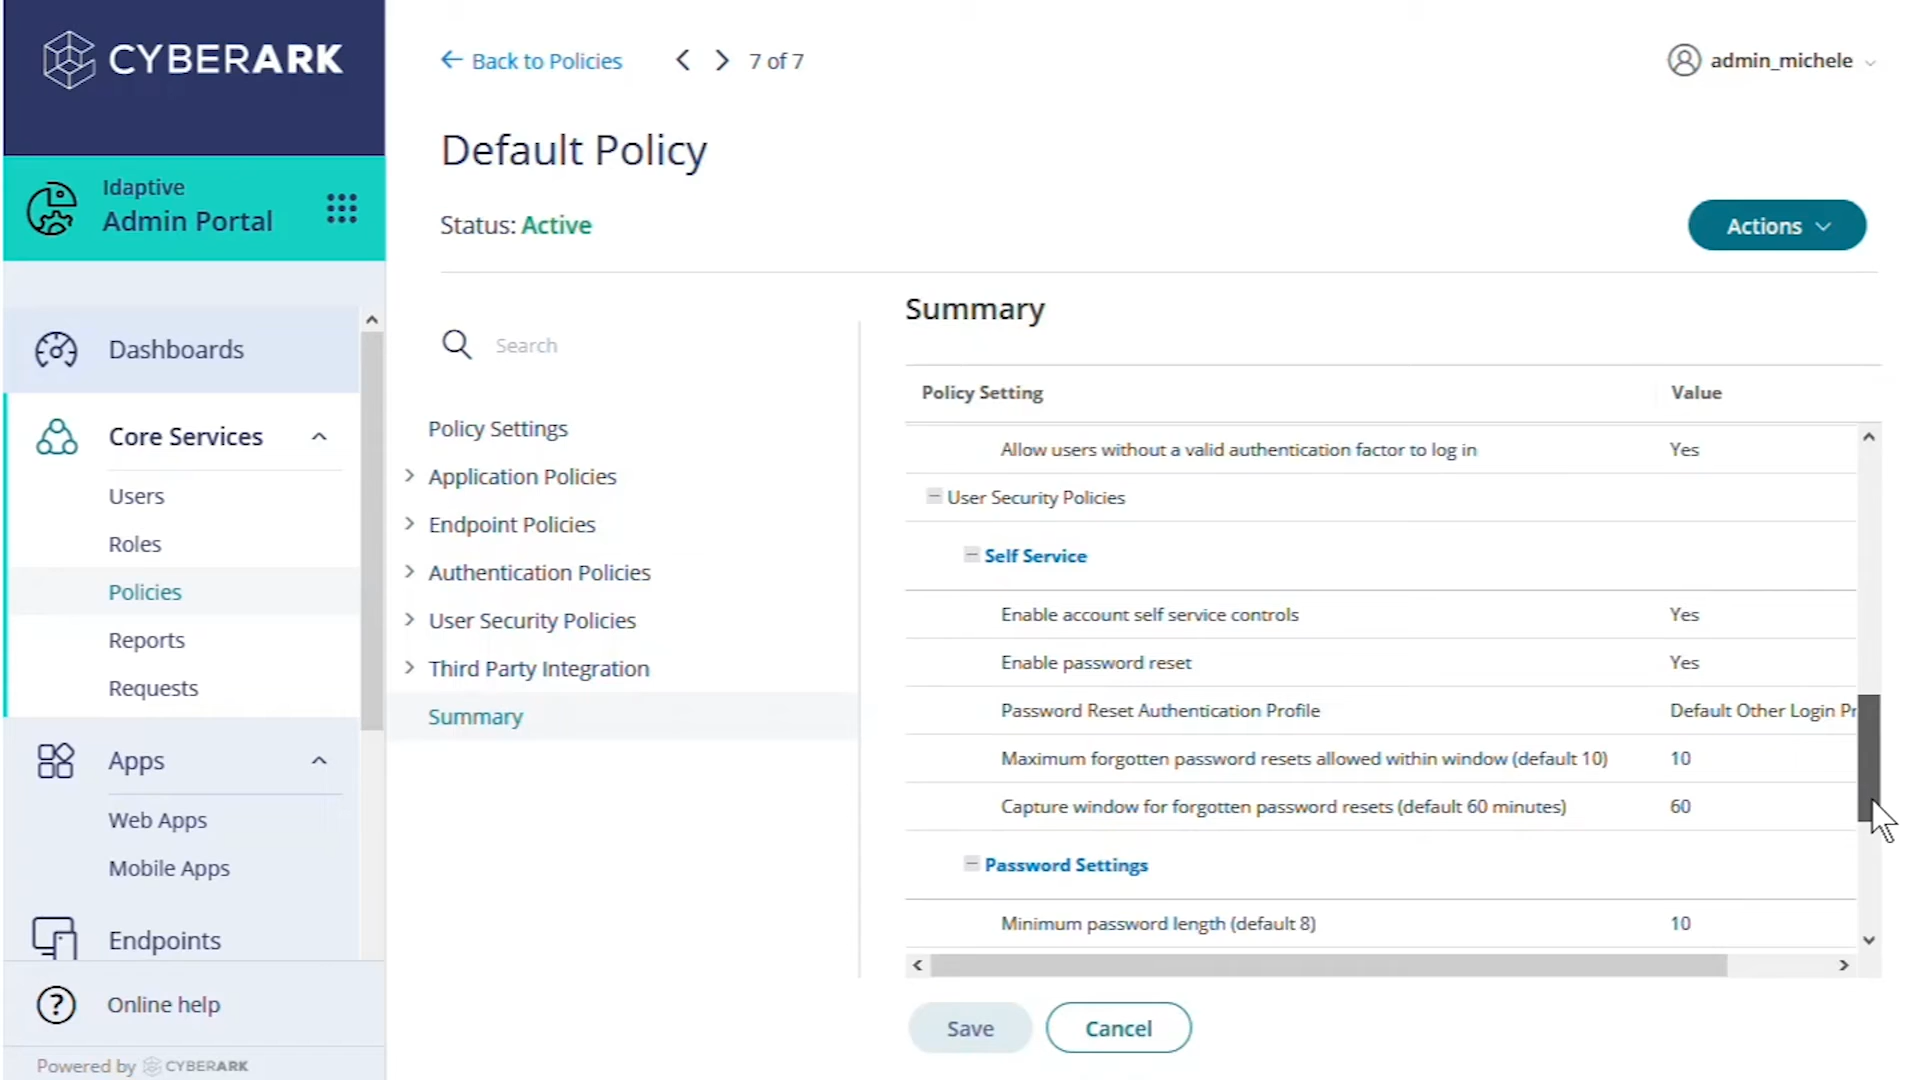 CYBERARK
Idaptive
Admin Portal
Dashboards
Core Services
Users
Roles
Policies
Reports
Requests
Apps
Web Apps
Mobile Apps
Endpoints
Online help
Powered by CYBERARK
Back to Policies
7 of 7
admin_michele
Default Policy
Status: Active
Actions
Search
Policy Settings
Application Policies
Endpoint Policies
Authentication Policies
User Security Policies
Third Party Integration
Summary
Summary
Policy Setting Value
Allow users without a valid authentication factor to log in Yes
User Security Policies
Self Service
Enable account self service controls Yes
Enable password reset Yes
Password Reset Authentication Profile Default Other Login Pr
Maximum forgotten password resets allowed within window (default 10) 10
Capture window for forgotten password resets (default 60 minutes) 60
Password Settings
Minimum password length (default 8) 10
Save Cancel